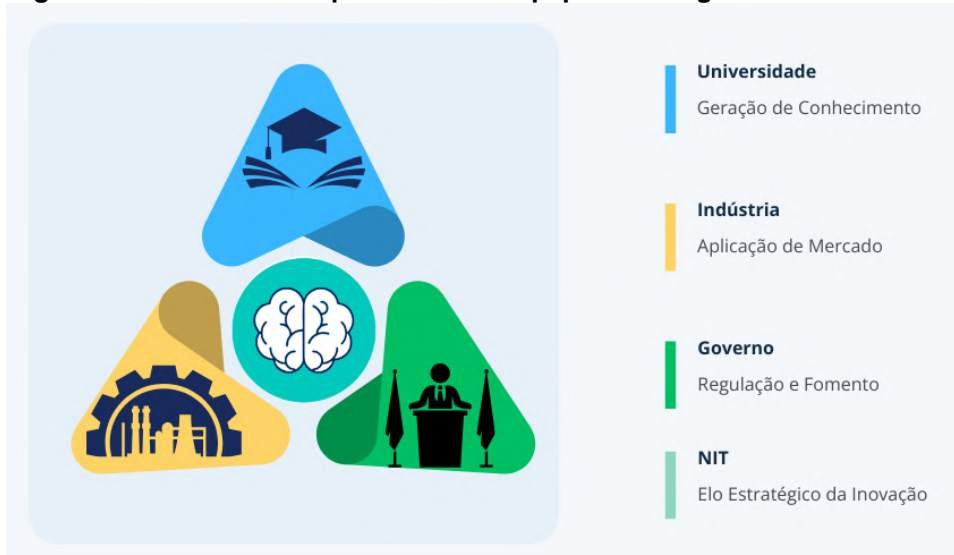 Universidade
Geração de Conhecimento
Indústria
Aplicação de Mercado
Governo
Regulação e Fomento
NIT
Elo Estratégico da Inovação